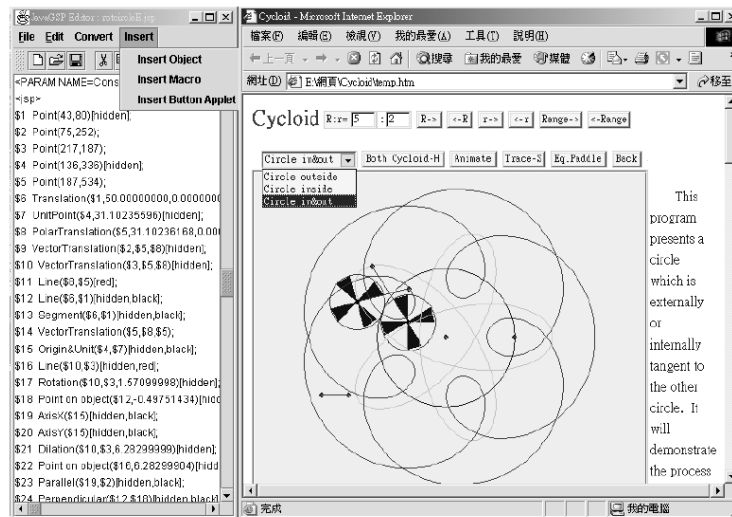 JavaGSP Editor : rotcircleE.jsp
File Edit Convert Insert
Insert Object
Insert Macro
Insert Button Applet
<PARAM NAME=Cons
<jsp>
$1 Point(43,80)[hidden];
$2 Point(75,252);
$3 Point(217,187);
$4 Point(136,336)[hidden];
$5 Point(187,534);
$6 Translation($1,50.00000000,0.0000000
$7 UnitPoint($4,31.10235596)[hidden];
$8 PolarTranslation($5,31.10236168,0.00
$9 VectorTranslation($2,$5,$8)[hidden];
$10 VectorTranslation($3,$5,$8)[hidden];
$11 Line($8,$5)[red];
$12 Line($6,$1)[hidden,black];
$13 Segment($6,$1)[hidden,black];
$14 VectorTranslation($5,$8,$5);
$15 Origin&Unit($4,$7)[hidden,black];
$16 Line($10,$3)[hidden,red];
$17 Rotation($10,$3,1.57099998)[hidden];
$18 Point on object($12,-0.49751434)[hidd
$19 AxisX($15)[hidden,black];
$20 AxisY($15)[hidden,black];
$21 Dilation($10,$3,6.28299999)[hidden];
$22 Point on object($16,6.28299904)[hidd
$23 Parallel($19,$2)[hidden,black];
$24 Perpendicular($12,$18)[hidden,black]
Cycloid - Microsoft Internet Explorer
檔案(F) 編輯(E) 檢視(V) 我的最愛(A) 工具(T) 說明(H)
上一頁 搜尋 我的最愛 媒體
網址(D) E:\網頁\Cycloid\temp.htm 移至
Cycloid R:r= 5 :2 R-> <-R r-> <-r Range-> <-Range
Circle in&out Both Cycloid-H Animate Trace-X Eq.Paddle Back
Circle outside
Circle inside
Circle in&out
This
program
presents a
circle
which is
externally
or
internally
tangent to
the other
circle. It
will
demonstrate
the process
完成 我的電腦